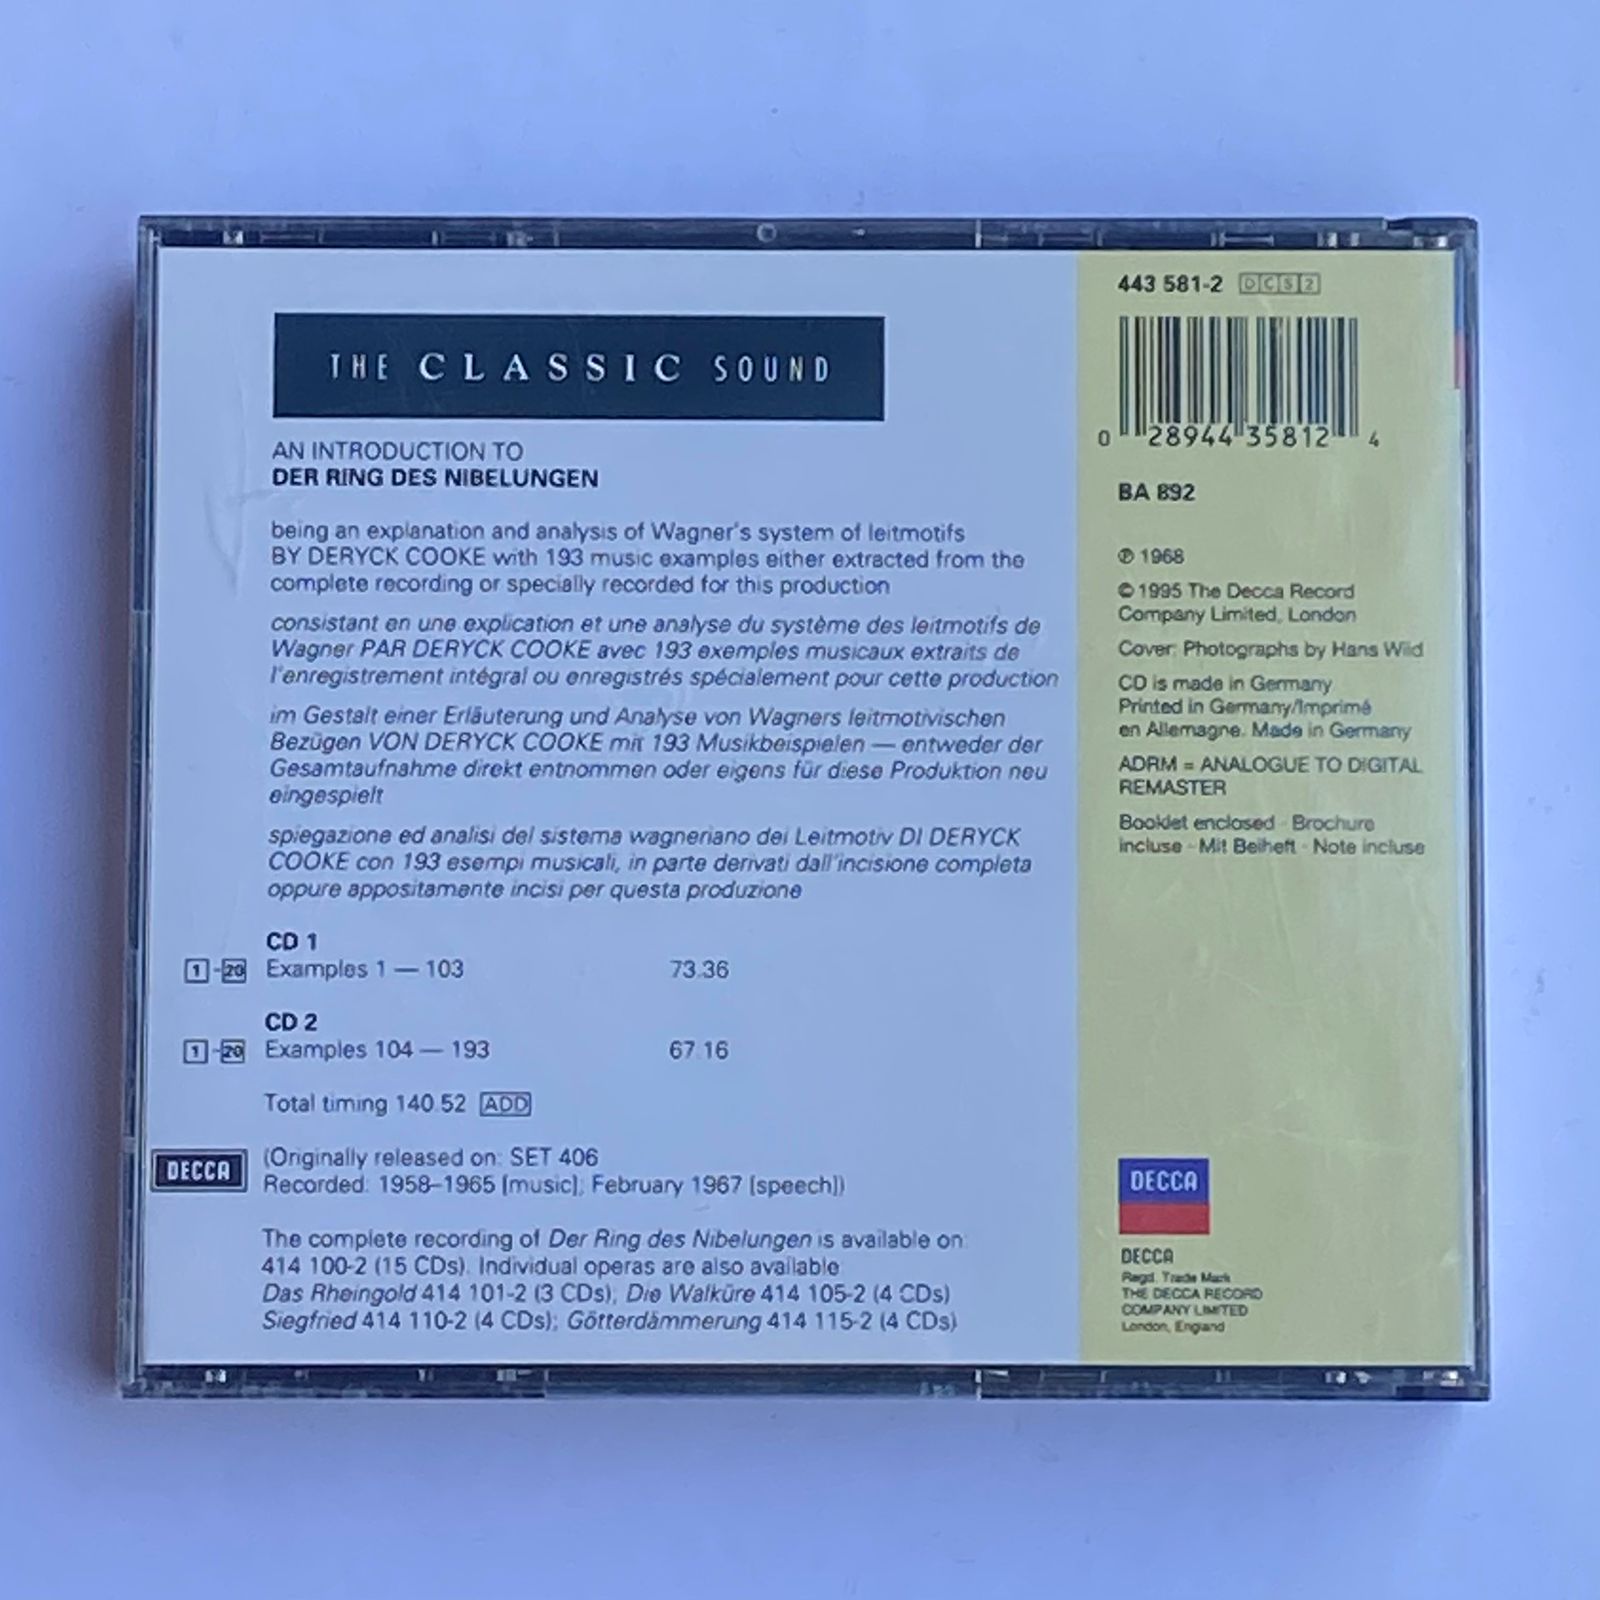 THE CLASSIC SOUND
AN INTRODUCTION TO
DER RING DES NIBELUNGEN
being an explanation and analysis of Wagner's system of leitmotifs
BY DERYCK COOKE with 193 music examples either extracted from the
complete recording or specially recorded for this production
consistant en une explication et une analyse du système des leitmotifs de
Wagner PAR DERYCK COOKE avec 193 exemples musicaux extraits de
l'enregistrement intégral ou enregistrés spécialement pour cette production
im Gestalt einer Erläuterung und Analyse von Wagners leitmotivischen
Bezügen VON DERYCK COOKE mit 193 Musikbeispielen — entweder der
Gesamtaufnahme direkt entnommen oder eigens für diese Produktion neu
eingespielt
spiegazione ed analisi del sistema wagneriano dei Leitmotiv DI DERYCK
COOKE con 193 esempi musicali, in parte derivati dall'incisione completa
oppure appositamente incisi per questa produzione
CD 1
1-20 Examples 1 — 103 73.36
CD 2
1-20 Examples 104 — 193 67.16
Total timing 140.52 ADD
DECCA
(Originally released on: SET 406
Recorded: 1958–1965 [music]; February 1967 [speech])
The complete recording of Der Ring des Nibelungen is available on:
414 100-2 (15 CDs). Individual operas are also available
Das Rheingold 414 101-2 (3 CDs); Die Walküre 414 105-2 (4 CDs)
Siegfried 414 110-2 (4 CDs); Götterdämmerung 414 115-2 (4 CDs)
443 581-2 DCS2
0 28944 35812 4
BA 892
℗ 1968
© 1995 The Decca Record
Company Limited, London
Cover: Photographs by Hans Wild
CD is made in Germany
Printed in Germany/Imprimé
en Allemagne. Made in Germany
ADRM = ANALOGUE TO DIGITAL
REMASTER
Booklet enclosed · Brochure
incluse · Mit Beiheft · Note incluse
DECCA
DECCA
Regd. Trade Mark
THE DECCA RECORD
COMPANY LIMITED
London, England